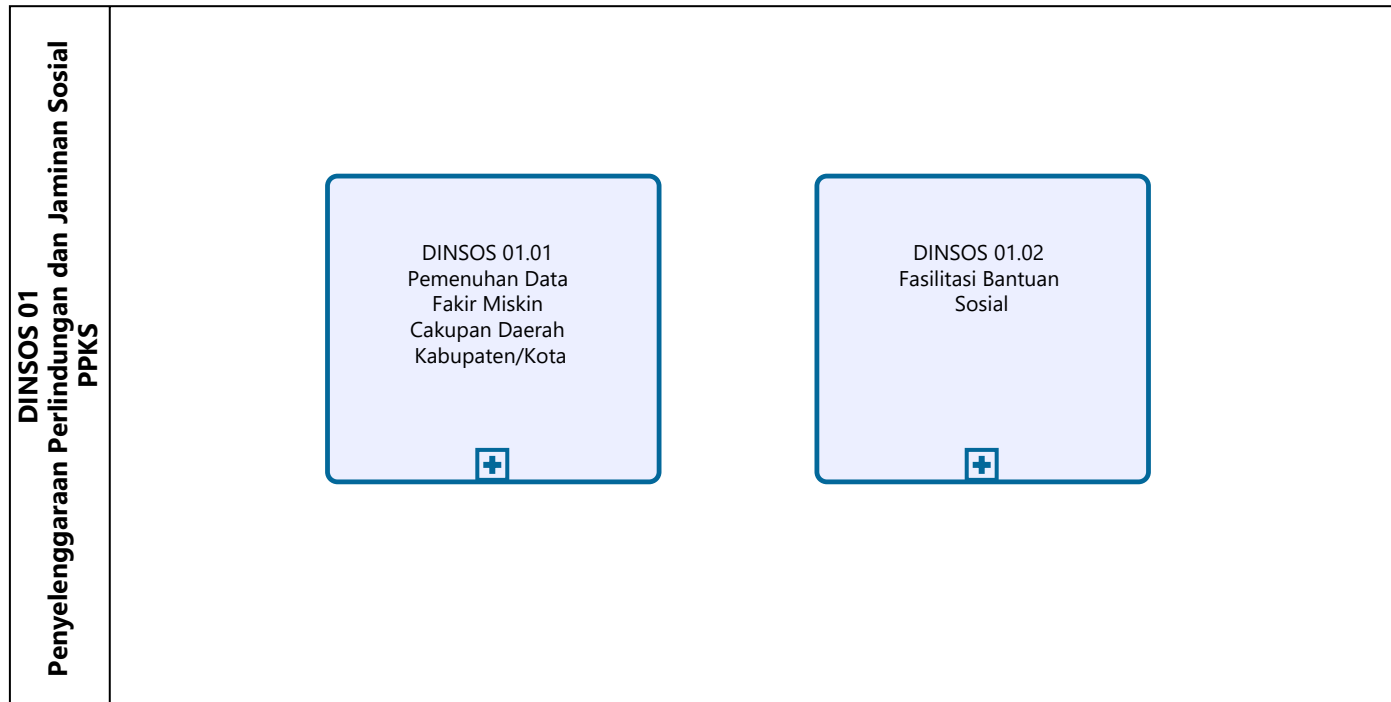 DINSOS 01
Penyelenggaraan Perlindungan dan Jaminan Sosial
PPKS
DINSOS 01.01
Pemenuhan Data
Fakir Miskin
Cakupan Daerah
Kabupaten/Kota
DINSOS 01.02
Fasilitasi Bantuan
Sosial